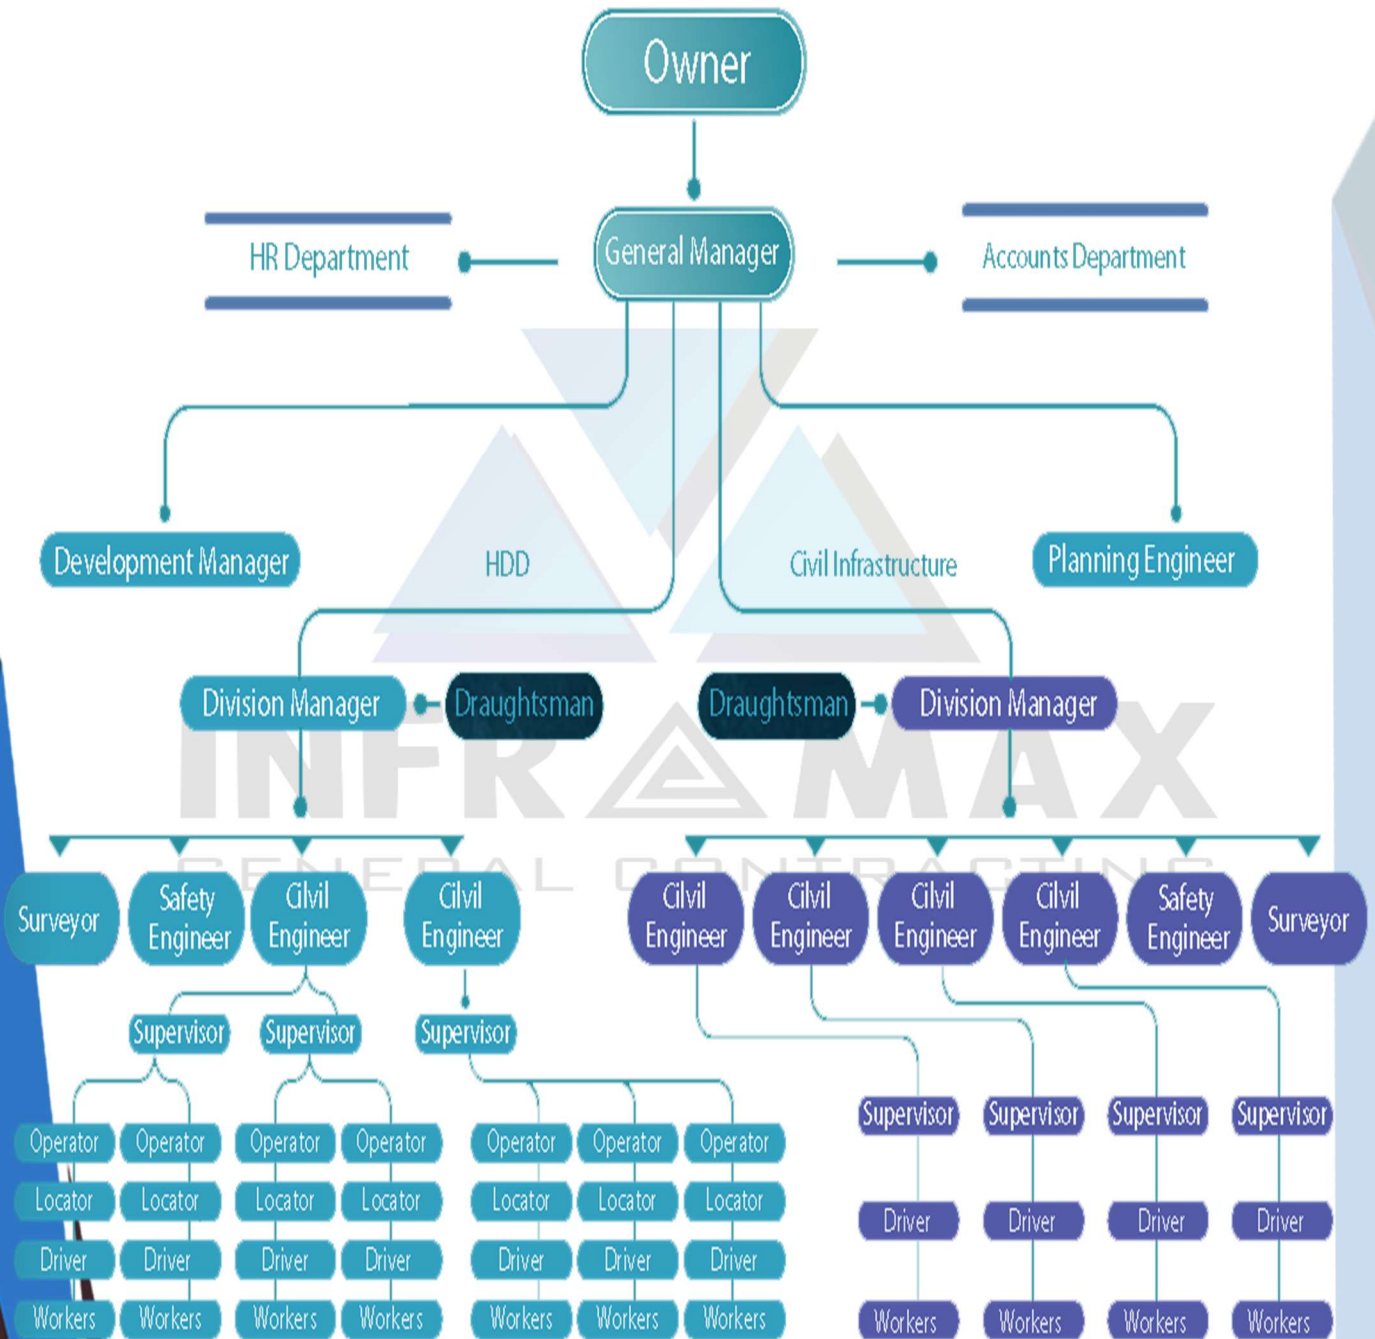 Owner
HR Department
General Manager
Accounts Department
Development Manager
HDD
Civil Infrastructure
Planning Engineer
Division Manager
Draughtsman
Draughtsman
Division Manager
INFRAMAX
GENERAL CONTRACTING
Surveyor
Safety
Engineer
Cilvil
Engineer
Cilvil
Engineer
Cilvil
Engineer
Cilvil
Engineer
Cilvil
Engineer
Cilvil
Engineer
Safety
Engineer
Surveyor
Supervisor
Supervisor
Supervisor
Supervisor
Supervisor
Supervisor
Supervisor
Operator
Operator
Operator
Operator
Operator
Operator
Operator
Locator
Locator
Locator
Locator
Locator
Locator
Locator
Driver
Driver
Driver
Driver
Driver
Driver
Driver
Driver
Driver
Driver
Driver
Workers
Workers
Workers
Workers
Workers
Workers
Workers
Workers
Workers
Workers
Workers